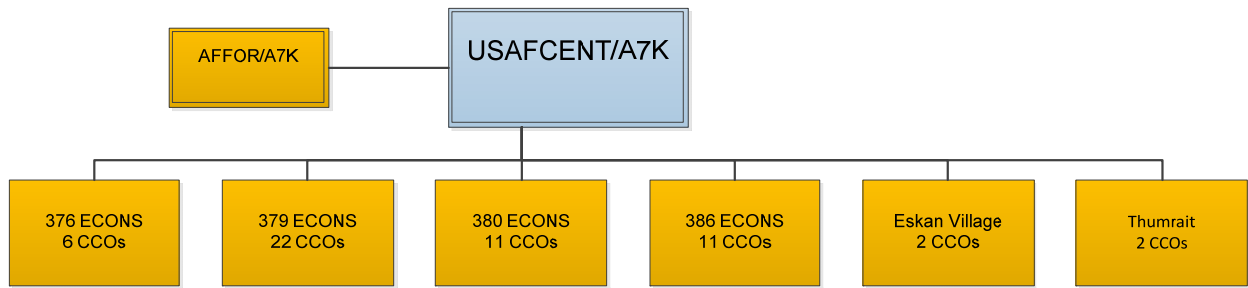 AFFOR/A7K
USAFCENT/A7K
376 ECONS
6 CCOs
379 ECONS
22 CCOs
380 ECONS
11 CCOs
386 ECONS
11 CCOs
Eskan Village
2 CCOs
Thumrait
2 CCOs